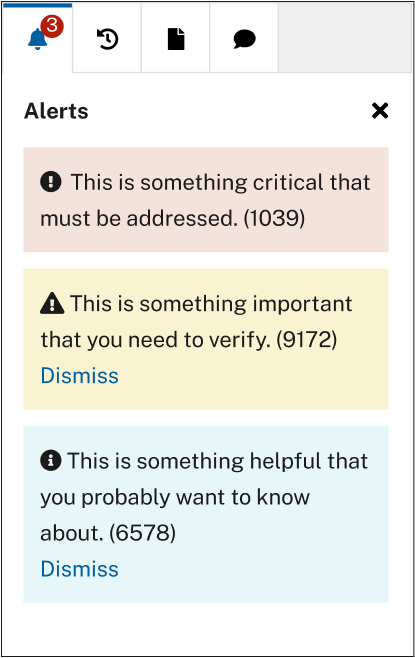 3
Alerts
This is something critical that
must be addressed. (1039)
This is something important
that you need to verify. (9172)
Dismiss
This is something helpful that
you probably want to know
about. (6578)
Dismiss